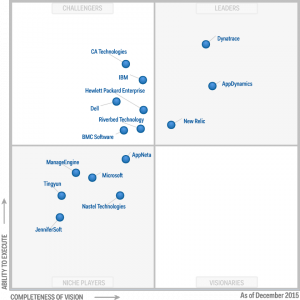 CHALLENGERS
LEADERS
Dynatrace
CA Technologies
IBM
AppDynamics
Hewlett Packard Enterprise
Dell
New Relic
Riverbed Technology
BMC Software
AppNeta
ManageEngine
Microsoft
Tingyun
Nastel Technologies
JenniferSoft
ABILITY TO EXECUTE
NICHE PLAYERS
VISIONARIES
COMPLETENESS OF VISION
As of December 2015